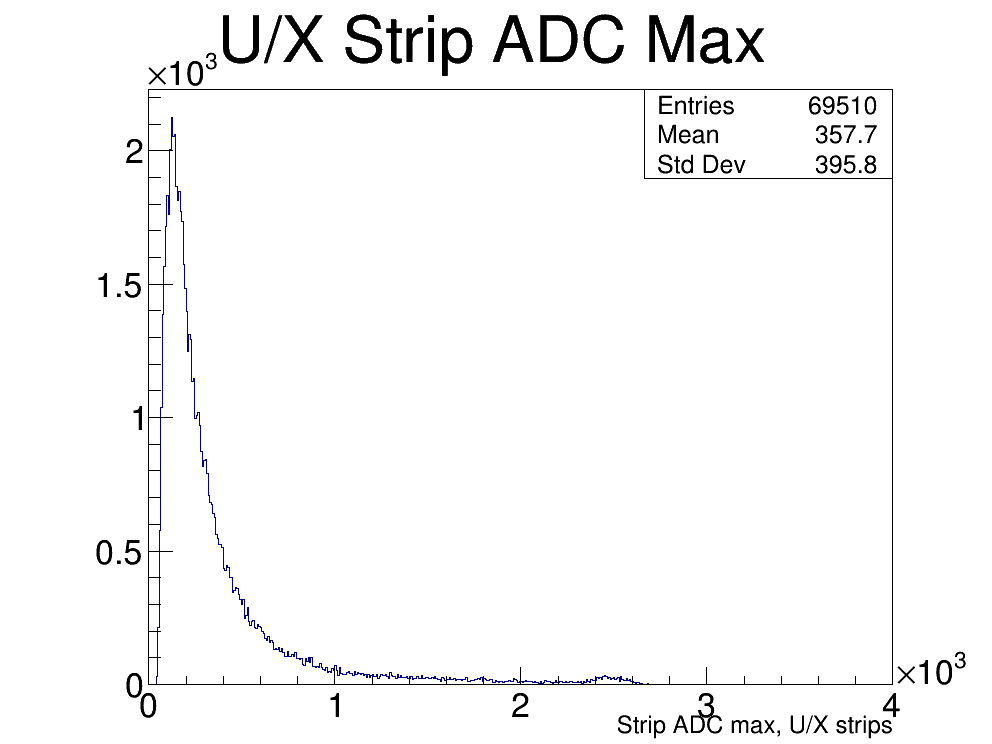 U/X Strip ADC Max
×10³
Entries 69510
Mean 357.7
Std Dev 395.8
2
1.5
1
0.5
0
0 1 2 3 4
×10³
Strip ADC max, U/X strips